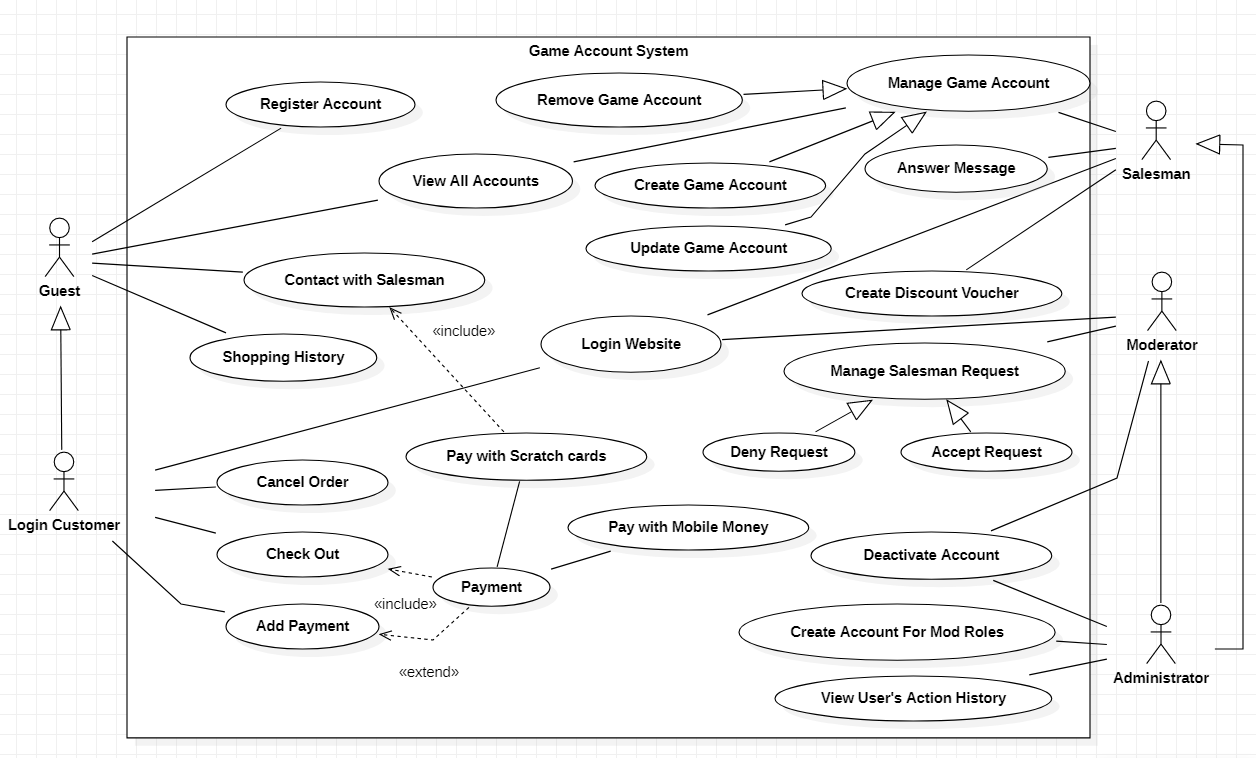 Game Account System
Manage Game Account
Remove Game Account
Register Account
Answer Message
Salesman
View All Accounts
Create Game Account
Update Game Account
Guest
Contact with Salesman
Create Discount Voucher
«include»
Login Website
Moderator
Shopping History
Manage Salesman Request
Pay with Scratch cards
Deny Request
Accept Request
Cancel Order
Login Customer
Pay with Mobile Money
Check Out
Deactivate Account
Payment
«include»
Add Payment
Create Account For Mod Roles
«extend»
Administrator
View User's Action History